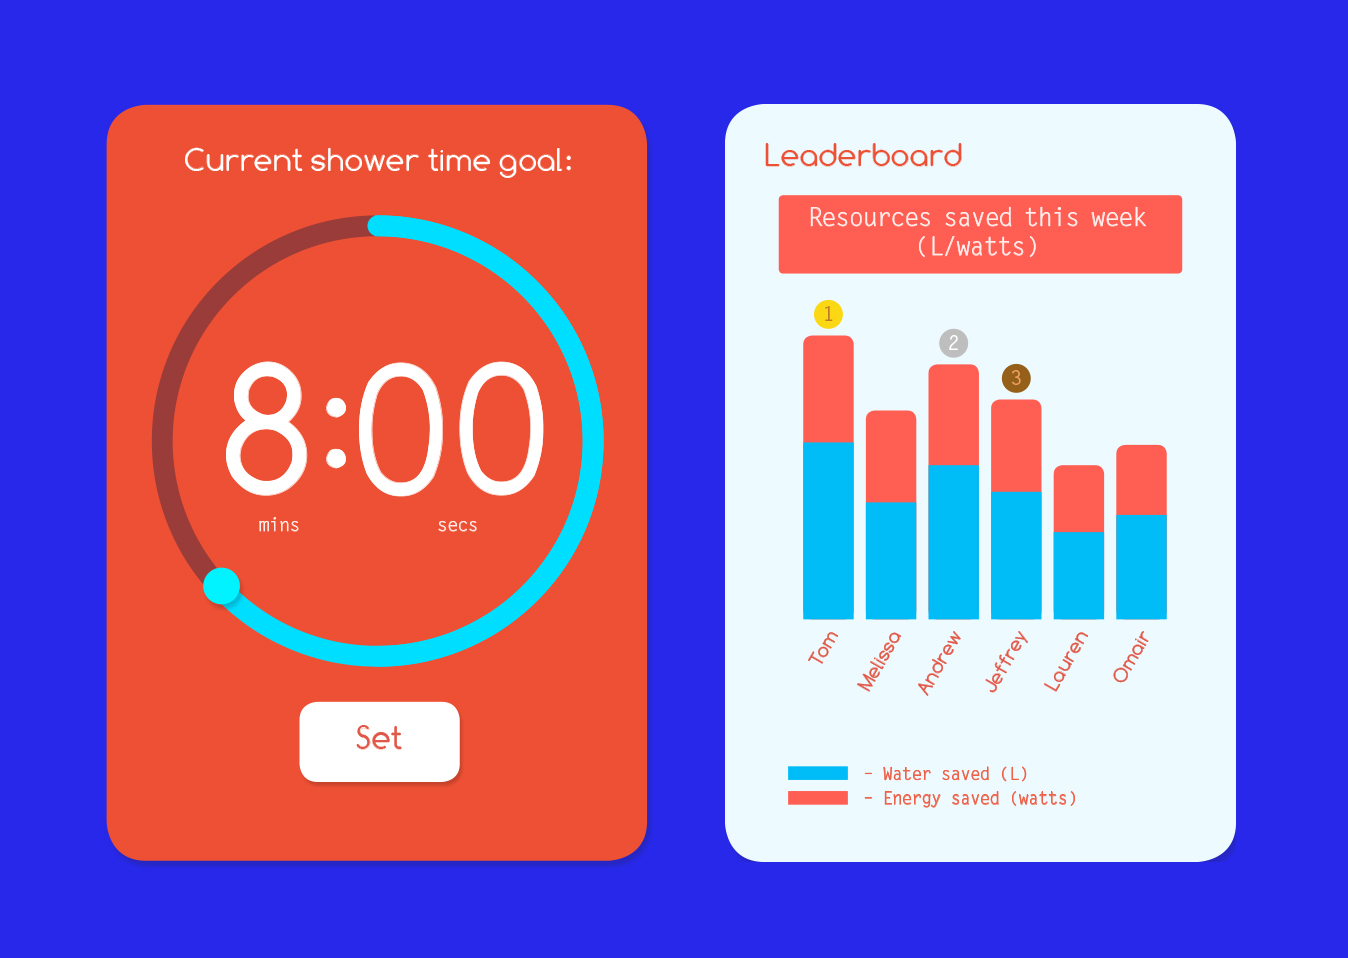 Current shower time goal:
8:00
mins secs
Set
Leaderboard
Resources saved this week
(L/watts)
1
2
3
Tom Melissa Andrew Jeffrey Lauren Omair
- Water saved (L)
- Energy saved (watts)